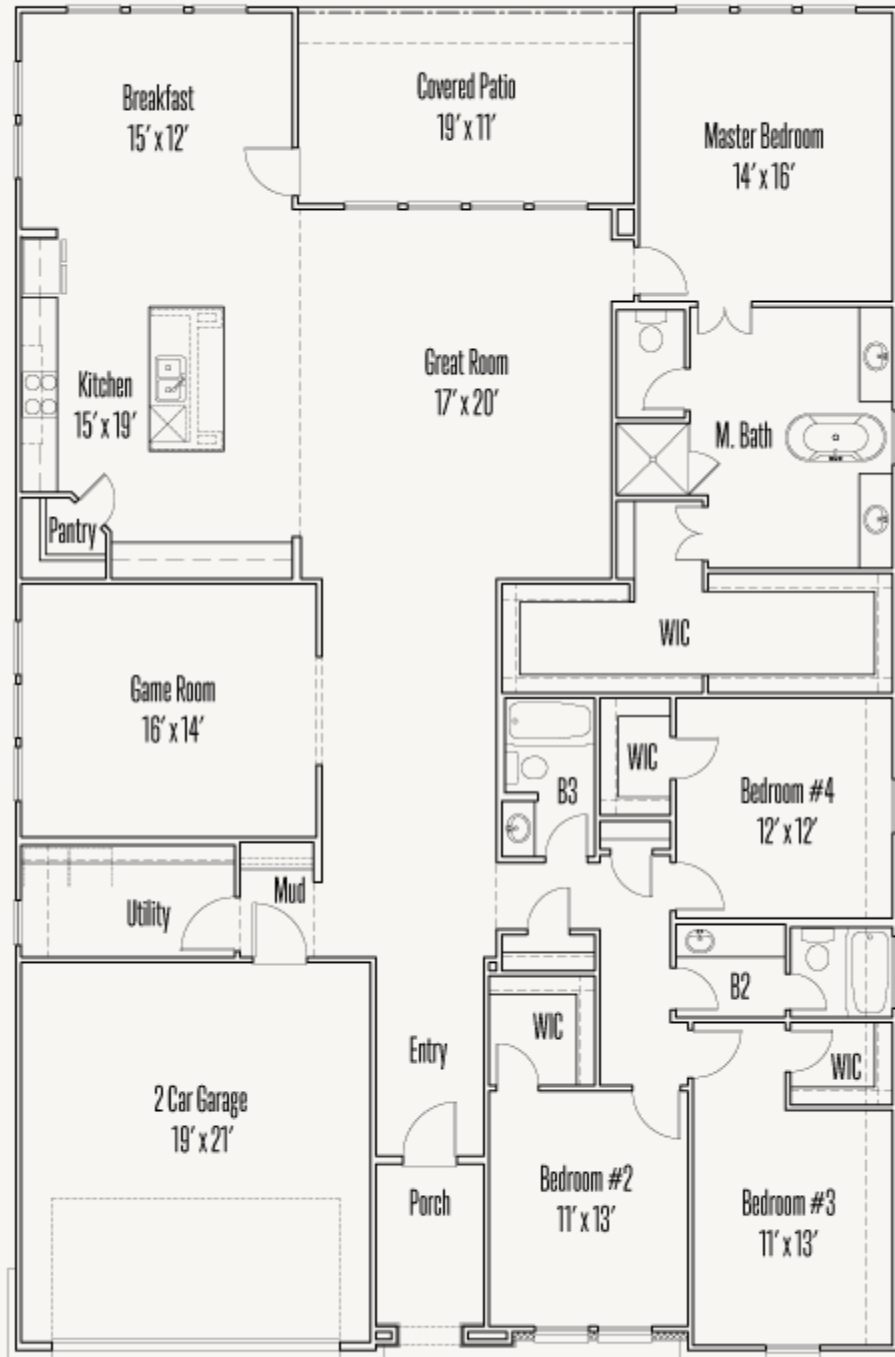 Breakfast
15' x 12'
Covered Patio
19' x 11'
Master Bedroom
14' x 16'
Great Room
17' x 20'
Kitchen
15' x 19'
M. Bath
Pantry
WIC
Game Room
16' x 14'
WIC
B3
Bedroom #4
12' x 12'
Mud
Utility
B2
WIC
Entry
WIC
2 Car Garage
19' x 21'
Bedroom #2
11' x 13'
Porch
Bedroom #3
11' x 13'